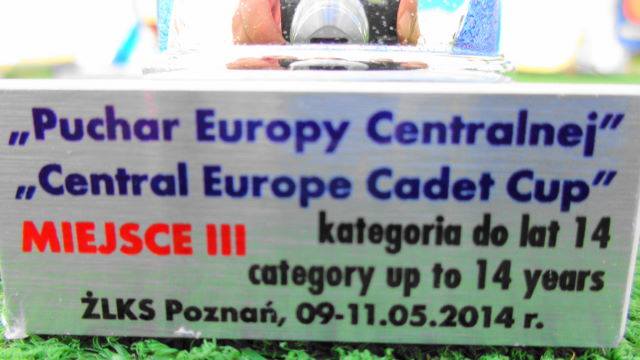 „Puchar Europy Centralnej”
„Central Europe Cadet Cup”
MIEJSCE III
kategoria do lat 14
category up to 14 years
ŻLKS Poznań, 09-11.05.2014 r.